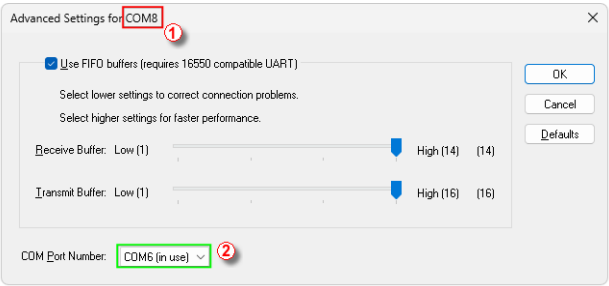 Advanced Settings for COM8
1
Use FIFO buffers (requires 16550 compatible UART)
OK
Select lower settings to correct connection problems.
Cancel
Select higher settings for faster performance.
Defaults
Receive Buffer: Low (1) High (14) (14)
Transmit Buffer: Low (1) High (16) (16)
COM Port Number: COM6 (in use) 2